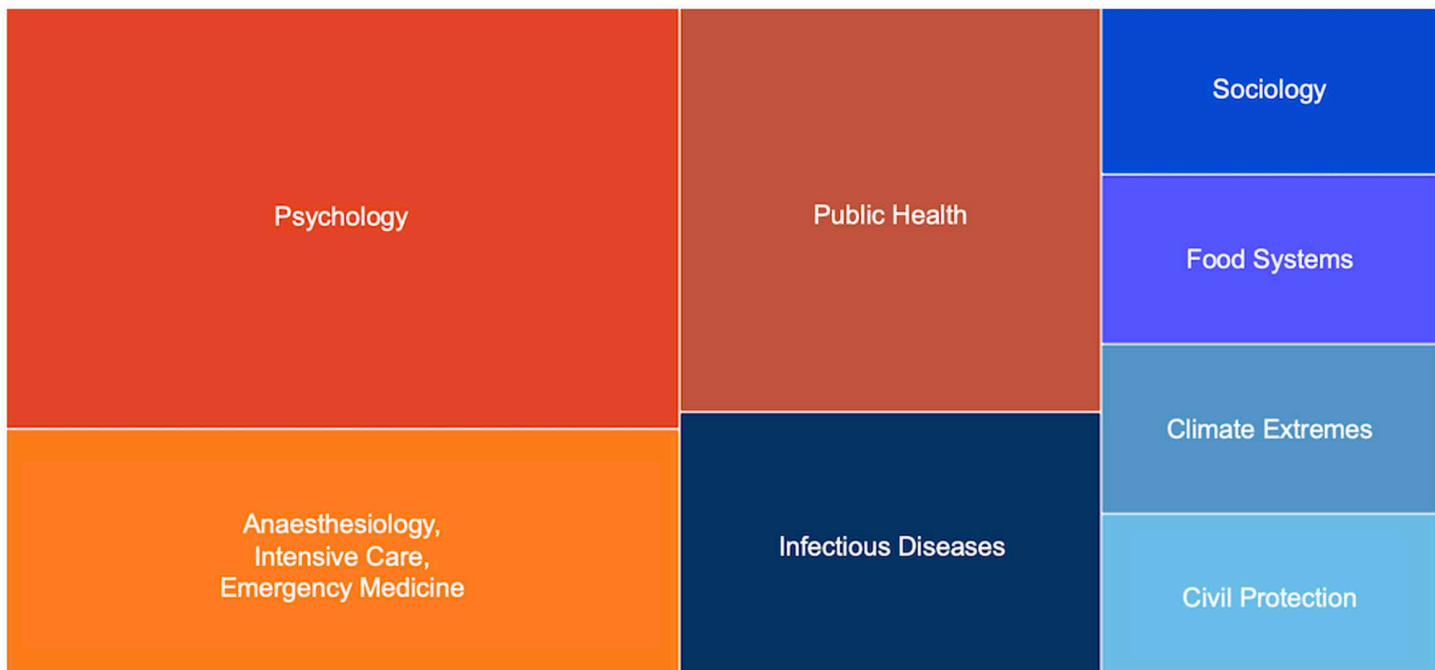 Psychology
Public Health
Sociology
Food Systems
Climate Extremes
Anaesthesiology,
Intensive Care,
Emergency Medicine
Infectious Diseases
Civil Protection